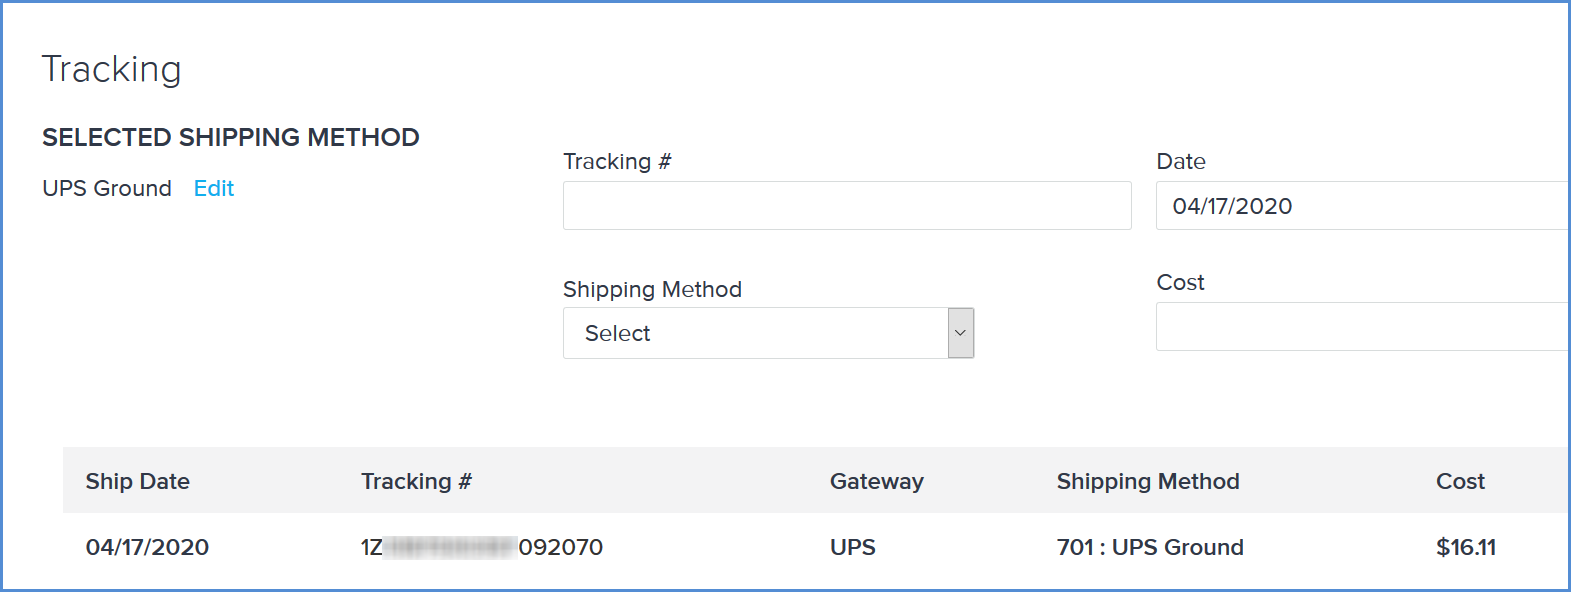 Tracking
SELECTED SHIPPING METHOD
UPS Ground Edit
Tracking #
Date
04/17/2020
Shipping Method
Select
Cost
Ship Date Tracking # Gateway Shipping Method Cost
04/17/2020 1Z 092070 UPS 701 : UPS Ground $16.11